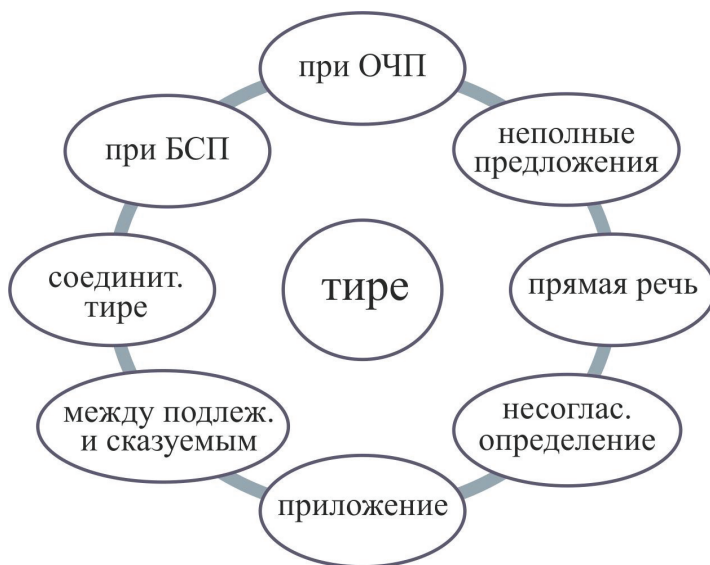 при ОЧП
неполные
предложения
при БСП
прямая речь
тире
соединит.
тире
несоглас.
определение
между подлеж.
и сказуемым
приложение